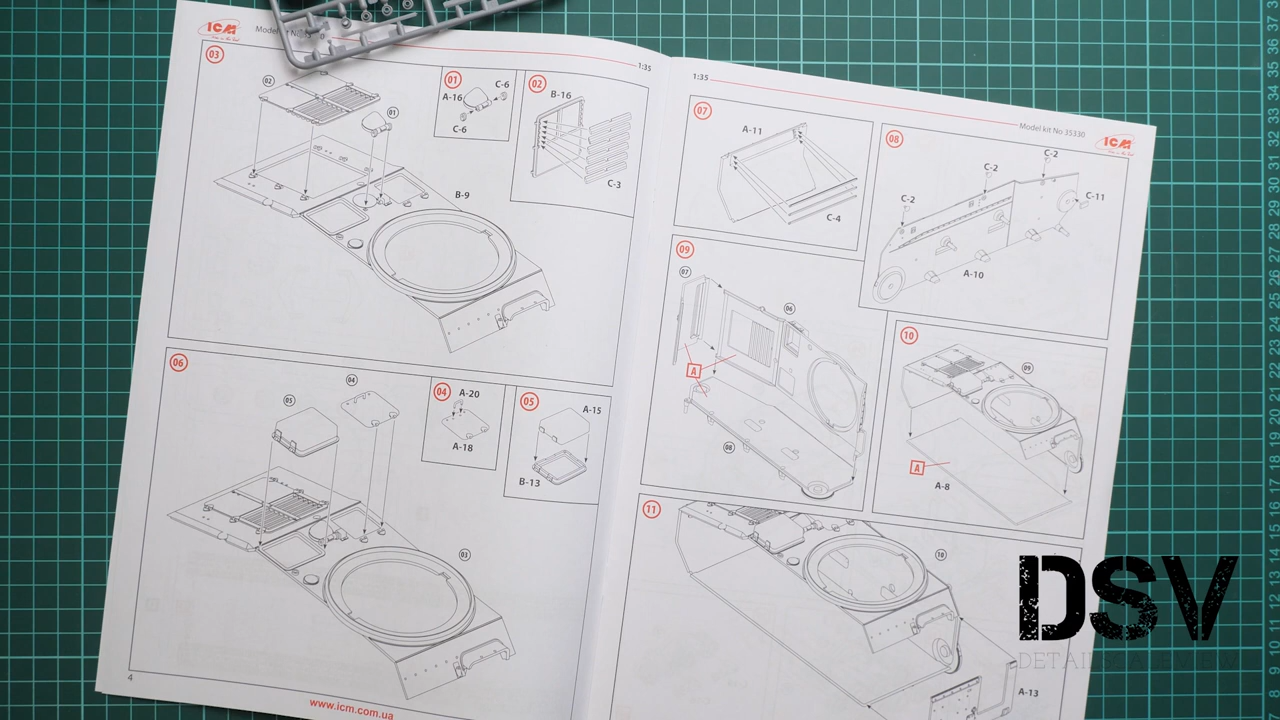 ICM
Model
1:35
03
02
01
B-9
01
A-16
C-6
C-6
02
B-16
C-3
06
05
04
03
04
A-20
A-18
05
A-15
B-13
4
www.icm.com.ua
1:35
Model kit No 35330
ICM
07
A-11
C-4
08
C-2
C-2
C-2
C-11
A-10
09
07
06
A
08
10
09
A
A-8
11
10
A-13
DSV